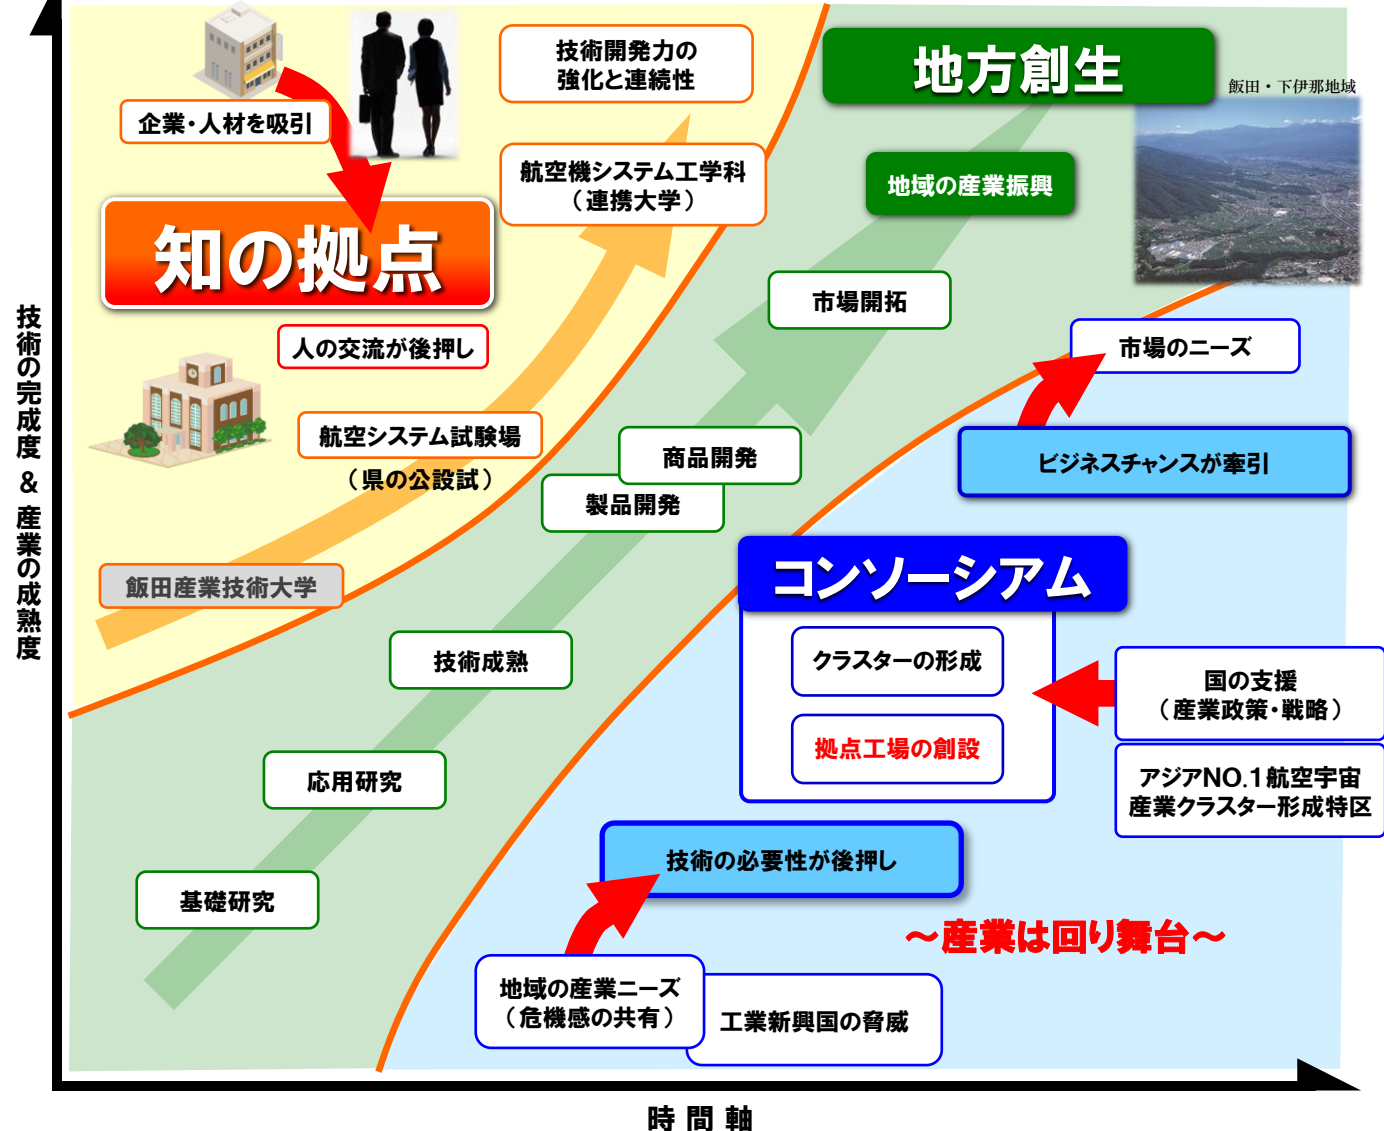 技術開発力の
強化と連続性
地方創生
飯田・下伊那地域
企業・人材を吸引
航空機システム工学科
（連携大学）
地域の産業振興
知の拠点
市場開拓
人の交流が後押し
市場のニーズ
航空システム試験場
（県の公設試）
商品開発
ビジネスチャンスが牽引
製品開発
飯田産業技術大学
コンソーシアム
技術成熟
クラスターの形成
国の支援
（産業政策・戦略）
拠点工場の創設
応用研究
アジアNO.1航空宇宙
産業クラスター形成特区
技術の必要性が後押し
基礎研究
～産業は回り舞台～
地域の産業ニーズ
（危機感の共有）
工業新興国の脅威
技術の完成度 & 産業の成熟度
時間軸